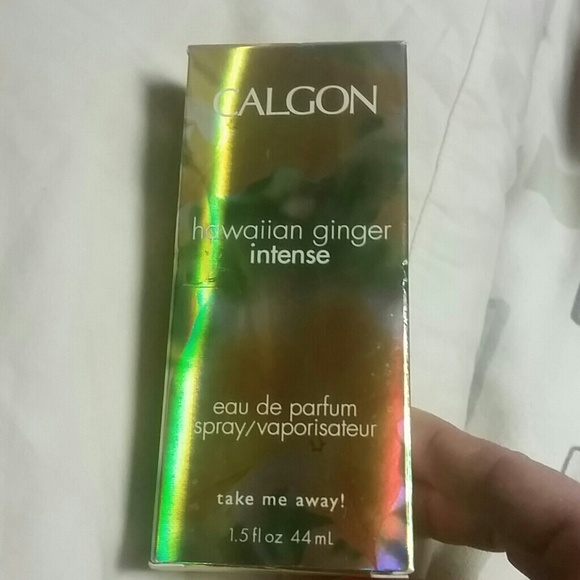 CALGON
hawaiian ginger
intense
eau de parfum
spray/vaporisateur
take me away!
1.5 fl oz 44 mL